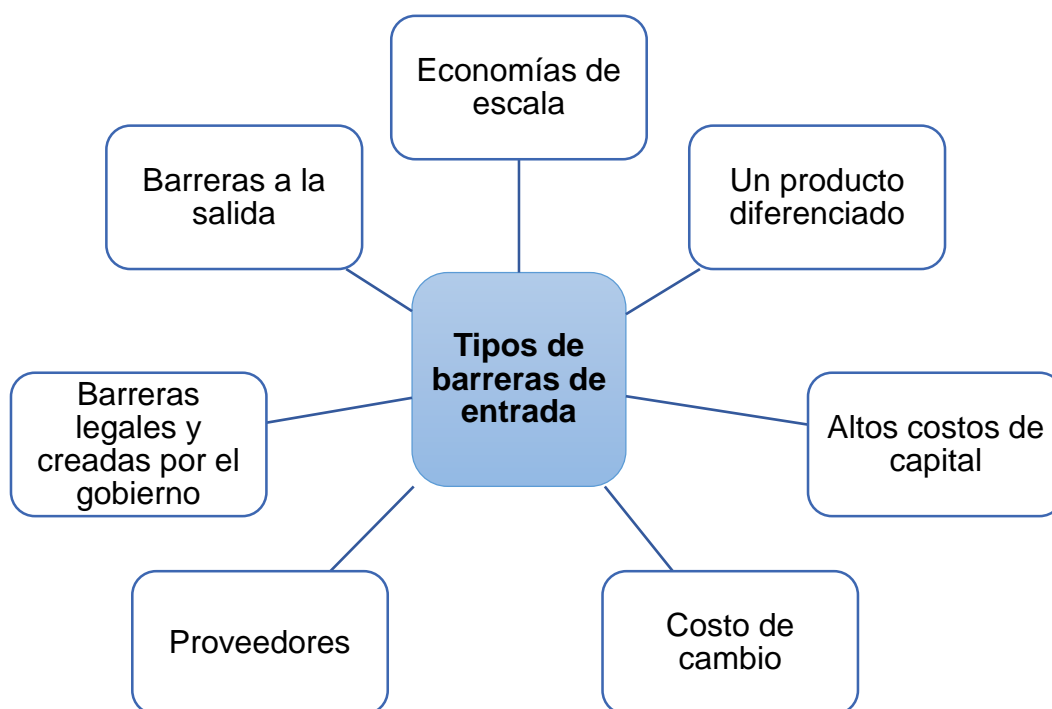 Economías de
escala
Barreras a la
salida
Un producto
diferenciado
Tipos de
barreras de
entrada
Barreras
legales y
creadas por el
gobierno
Altos costos de
capital
Proveedores
Costo de
cambio